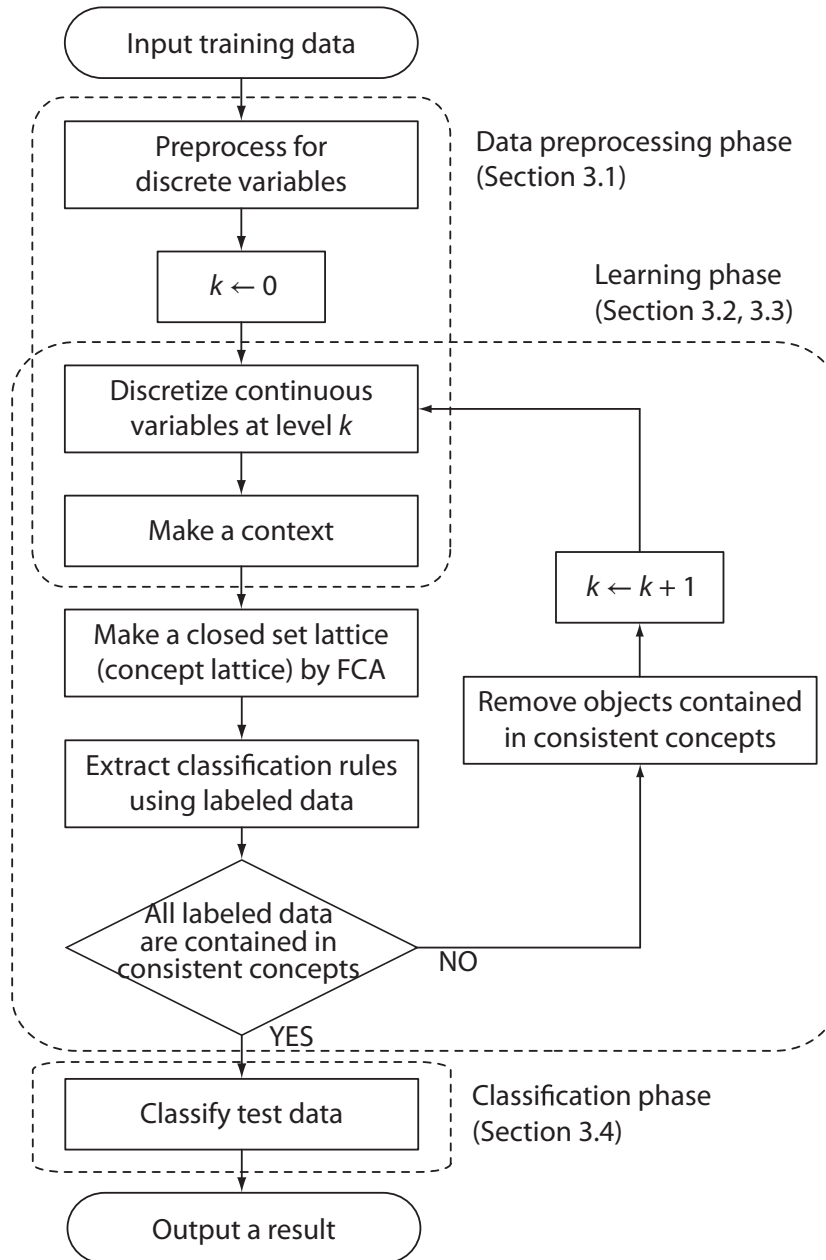 Input training data
Preprocess for
discrete variables
Data preprocessing phase
(Section 3.1)
k ← 0
Learning phase
(Section 3.2, 3.3)
Discretize continuous
variables at level k
Make a context
k ← k + 1
Make a closed set lattice
(concept lattice) by FCA
Remove objects contained
in consistent concepts
Extract classification rules
using labeled data
All labeled data
are contained in
consistent concepts
NO
YES
Classify test data
Classification phase
(Section 3.4)
Output a result